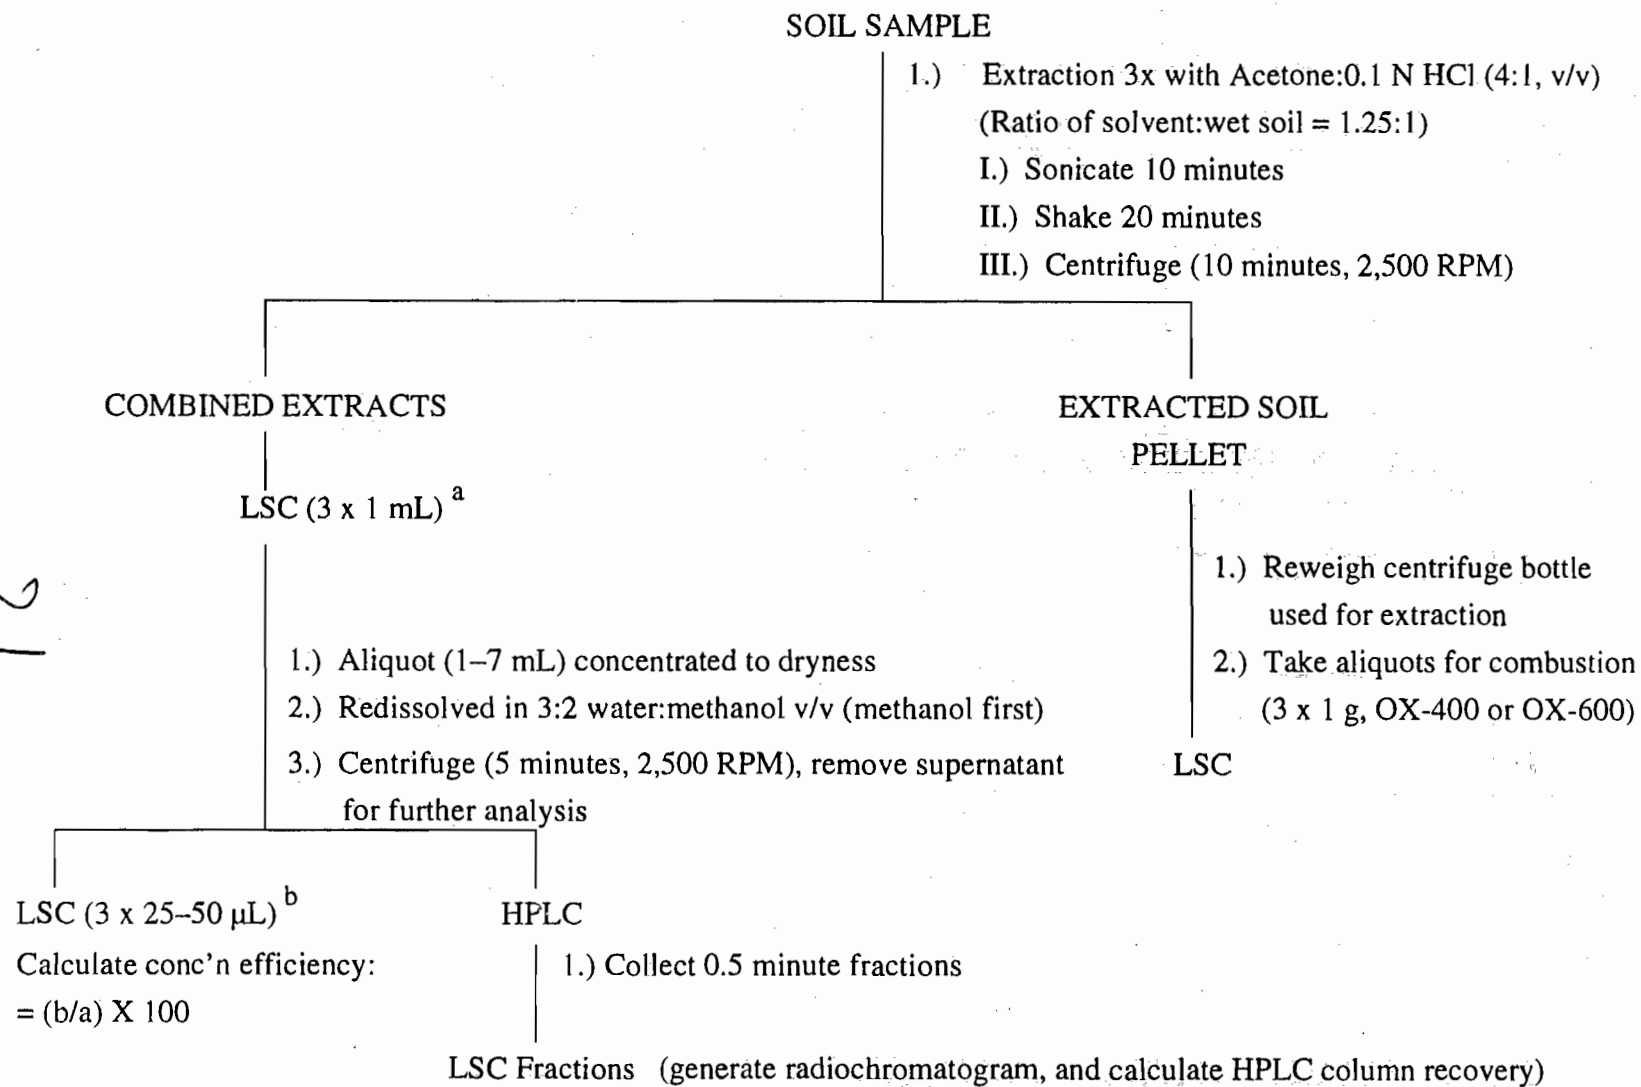 SOIL SAMPLE
1.) Extraction 3x with Acetone:0.1 N HCl (4:1, v/v)
(Ratio of solvent:wet soil = 1.25:1)
I.) Sonicate 10 minutes
II.) Shake 20 minutes
III.) Centrifuge (10 minutes, 2,500 RPM)
COMBINED EXTRACTS
LSC (3 x 1 mL) a
1.) Aliquot (1–7 mL) concentrated to dryness
2.) Redissolved in 3:2 water:methanol v/v (methanol first)
3.) Centrifuge (5 minutes, 2,500 RPM), remove supernatant
for further analysis
EXTRACTED SOIL
PELLET
1.) Reweigh centrifuge bottle
used for extraction
2.) Take aliquots for combustion
(3 x 1 g, OX-400 or OX-600)
LSC
LSC (3 x 25–50 µL) b
Calculate conc'n efficiency:
= (b/a) X 100
HPLC
1.) Collect 0.5 minute fractions
LSC Fractions (generate radiochromatogram, and calculate HPLC column recovery)